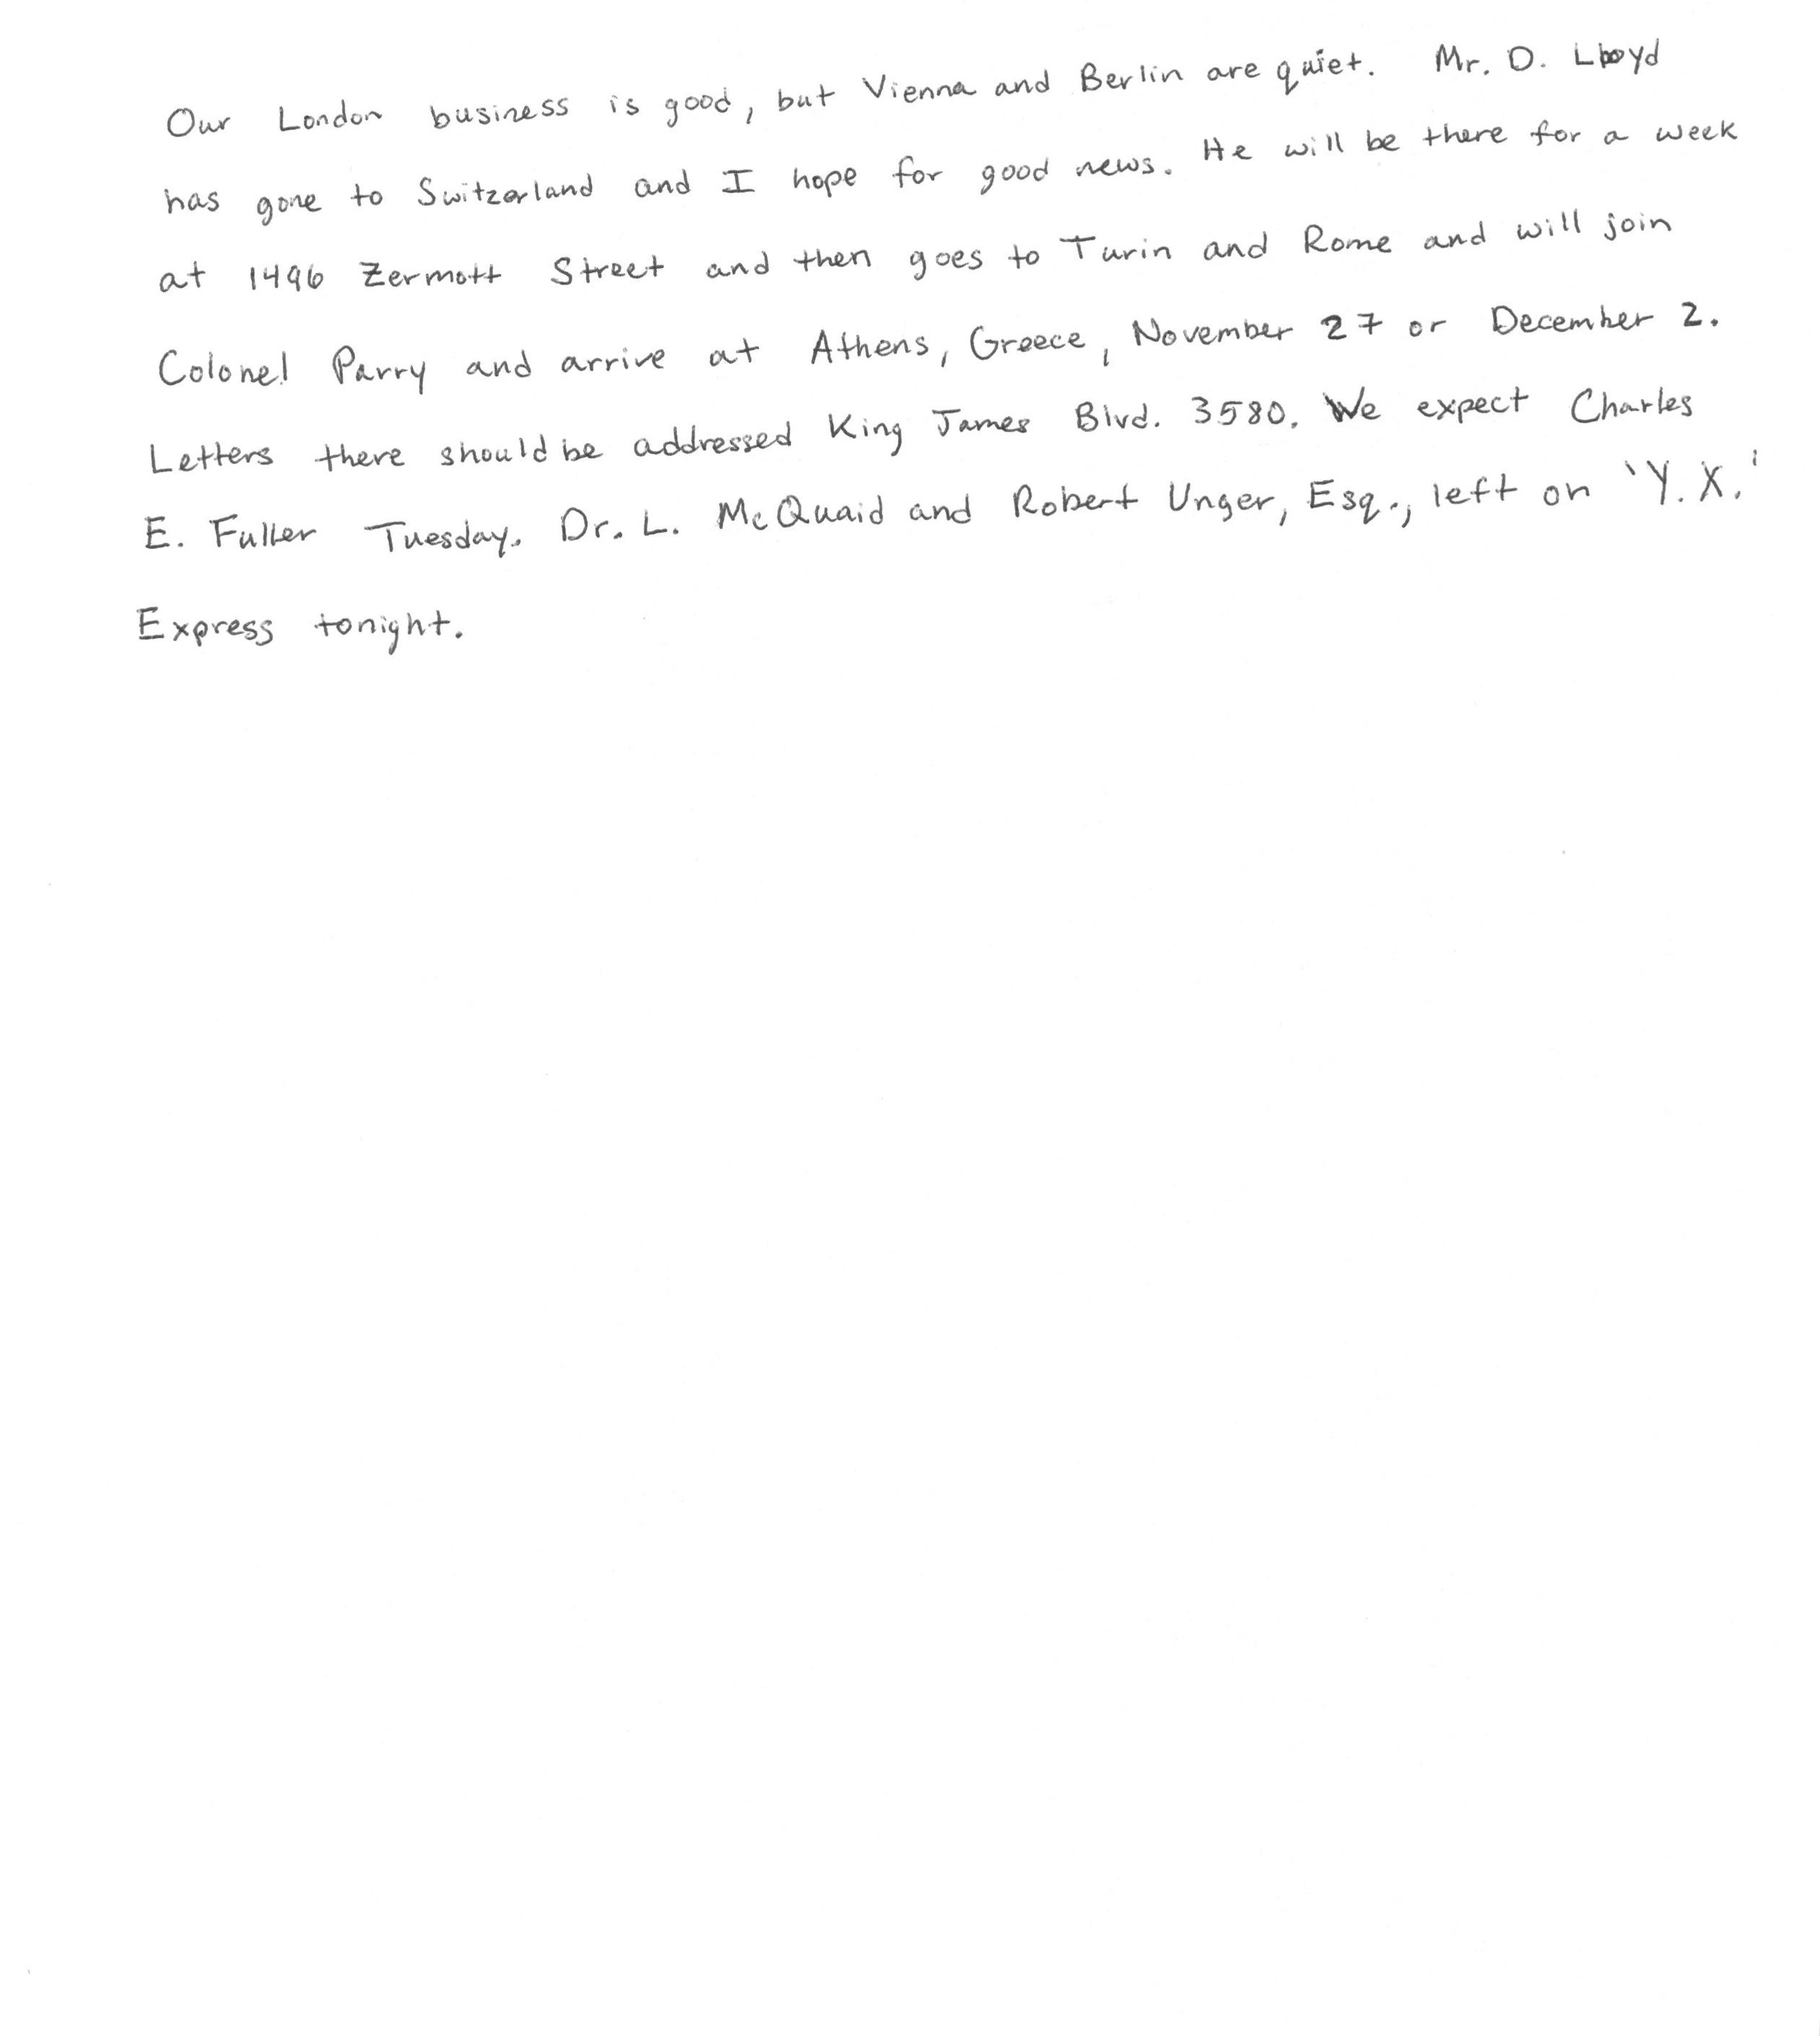 Our London business is good, but Vienna and Berlin are quiet. Mr. D. Lloyd
has gone to Switzerland and I hope for good news. He will be there for a week
at 1496 Zermott Street and then goes to Turin and Rome and will join
Colonel Parry and arrive at Athens, Greece, November 27 or December 2.
Letters there should be addressed King James Blvd. 3580. We expect Charles
E. Fuller Tuesday. Dr. L. McQuaid and Robert Unger, Esq., left on 'Y.X.'
Express tonight.